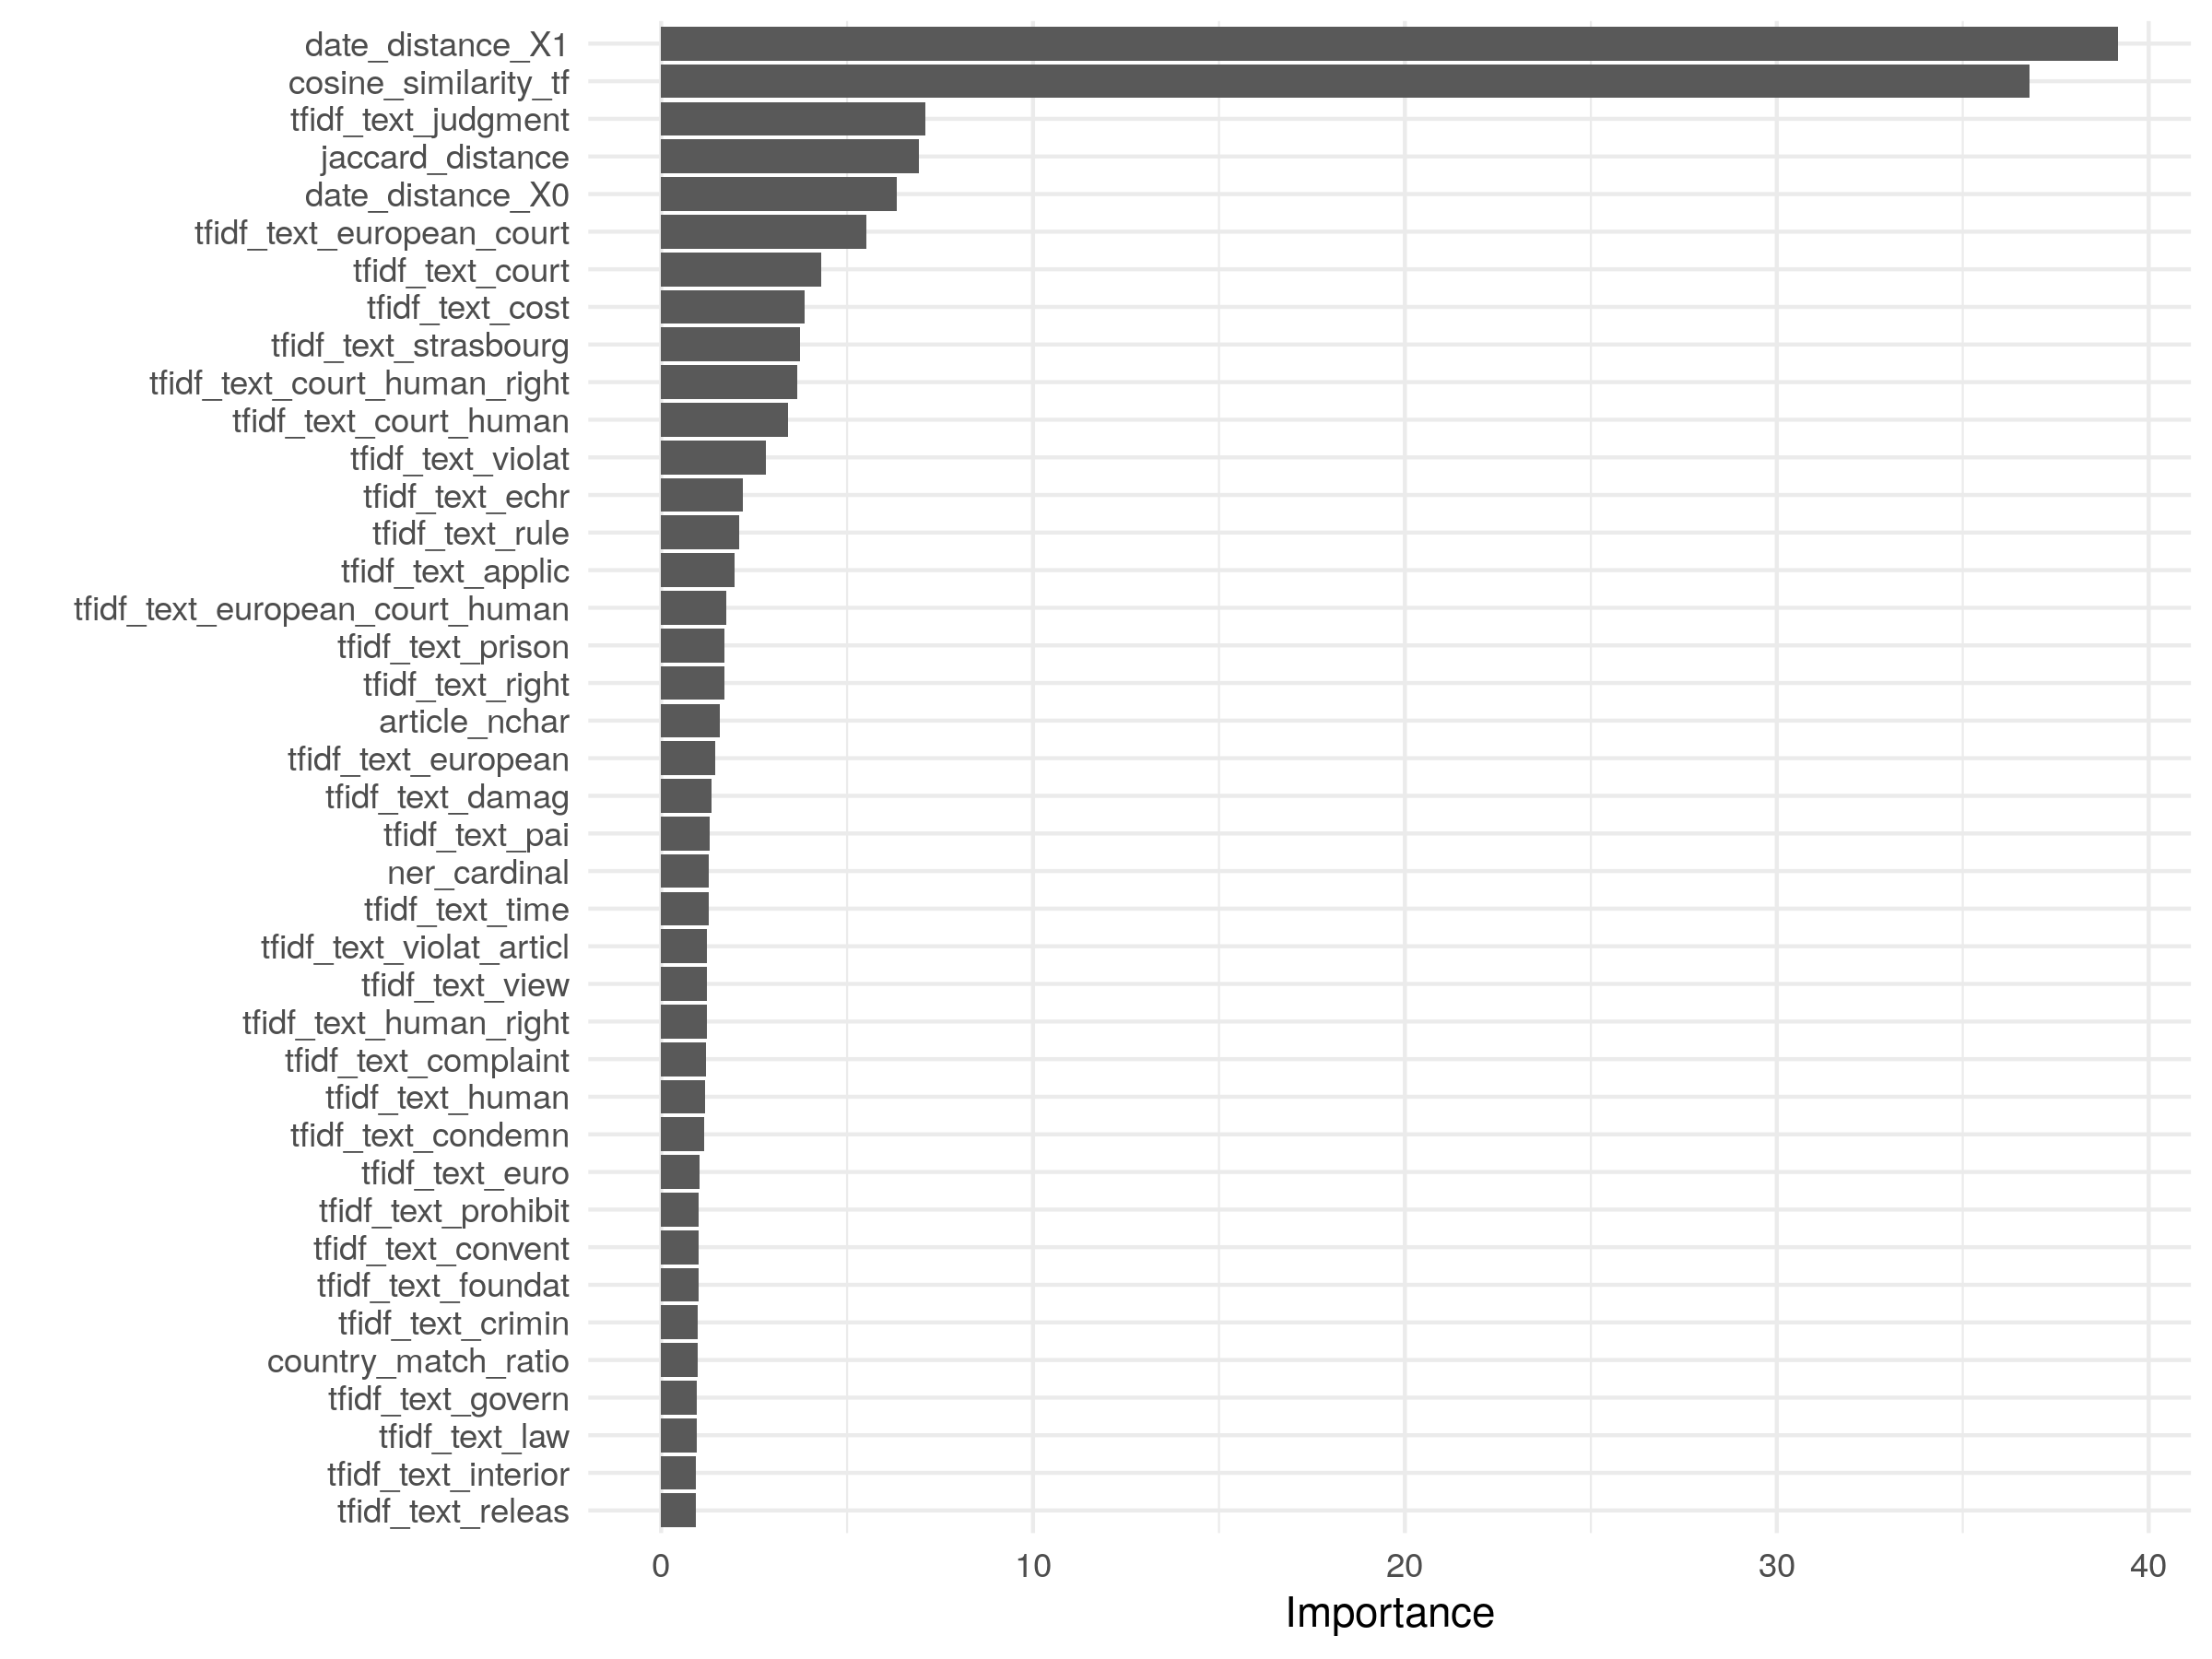 date_distance_X1
cosine_similarity_tf
tfidf_text_judgment
jaccard_distance
date_distance_X0
tfidf_text_european_court
tfidf_text_court
tfidf_text_cost
tfidf_text_strasbourg
tfidf_text_court_human_right
tfidf_text_court_human
tfidf_text_violat
tfidf_text_echr
tfidf_text_rule
tfidf_text_applic
tfidf_text_european_court_human
tfidf_text_prison
tfidf_text_right
article_nchar
tfidf_text_european
tfidf_text_damag
tfidf_text_pai
ner_cardinal
tfidf_text_time
tfidf_text_violat_articl
tfidf_text_view
tfidf_text_human_right
tfidf_text_complaint
tfidf_text_human
tfidf_text_condemn
tfidf_text_euro
tfidf_text_prohibit
tfidf_text_convent
tfidf_text_foundat
tfidf_text_crimin
country_match_ratio
tfidf_text_govern
tfidf_text_law
tfidf_text_interior
tfidf_text_releas
0 10 20 30 40
Importance